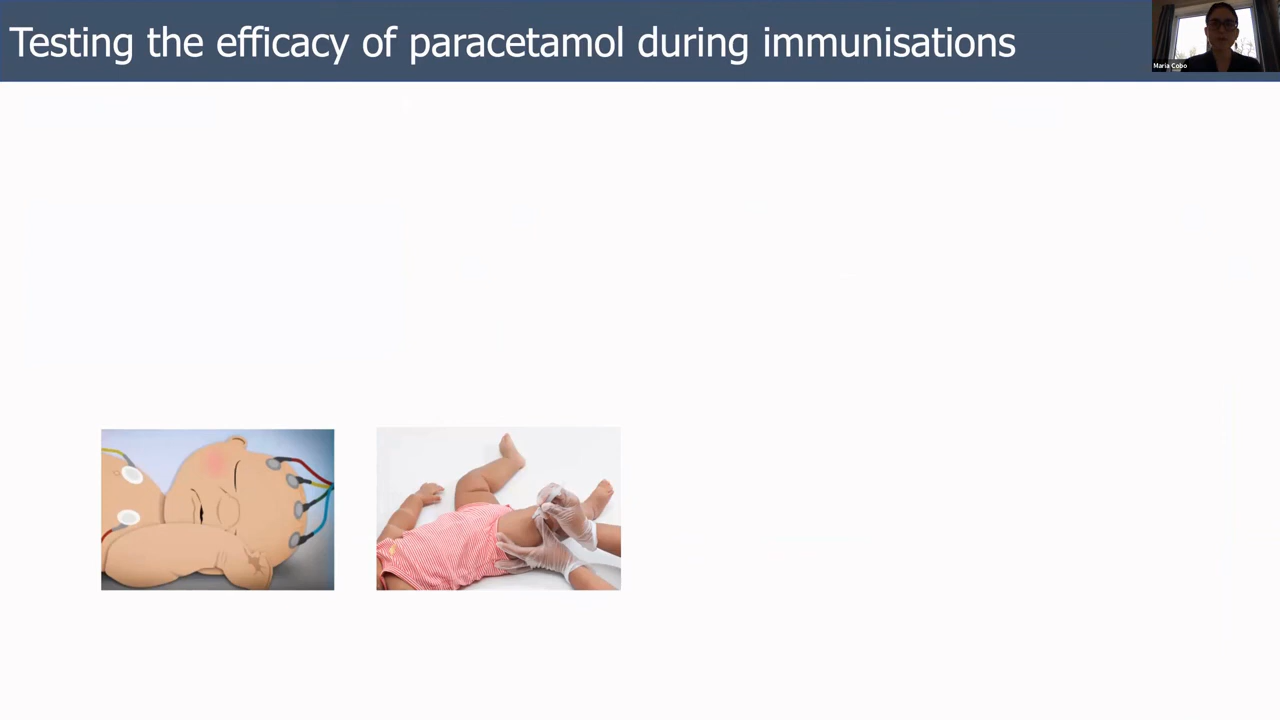 Testing the efficacy of paracetamol during immunisations
Maria Cobo